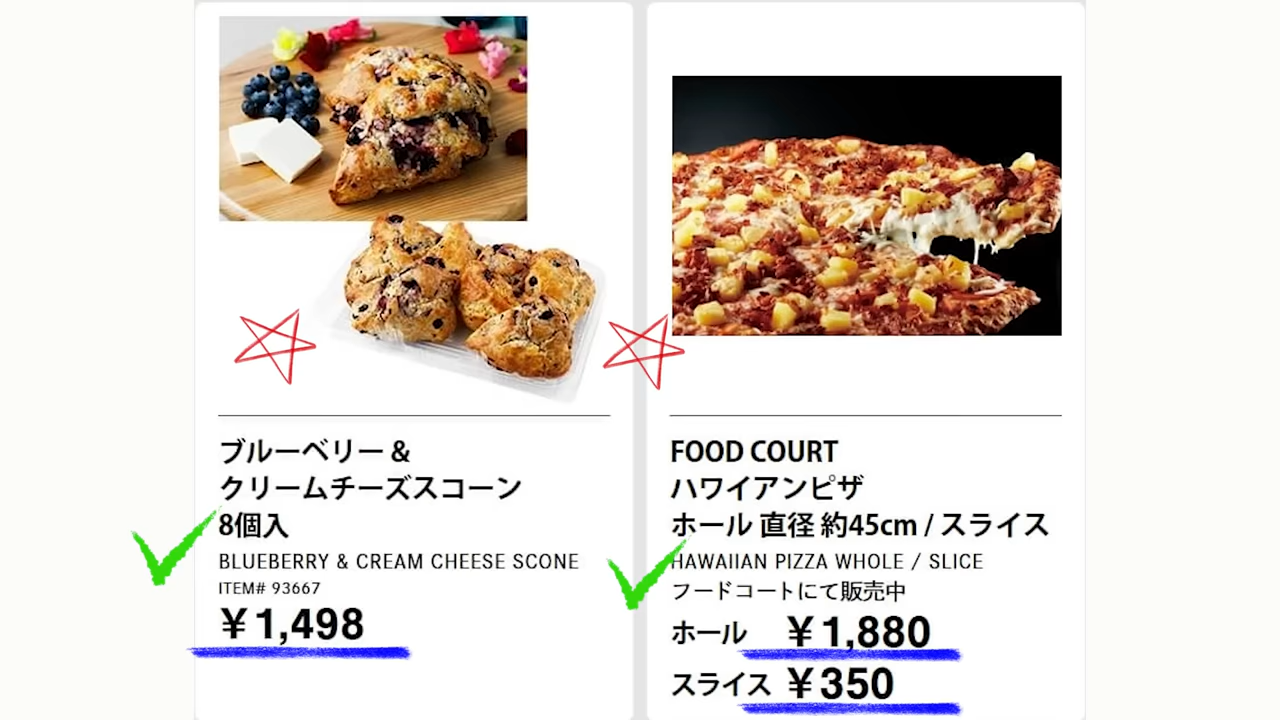 ブルーベリー &
クリームチーズスコーン
8個入
BLUEBERRY & CREAM CHEESE SCONE
ITEM# 93667
¥1,498
FOOD COURT
ハワイアンピザ
ホール 直径 約45cm / スライス
HAWAIIAN PIZZA WHOLE / SLICE
フードコートにて販売中
ホール ¥1,880
スライス ¥350